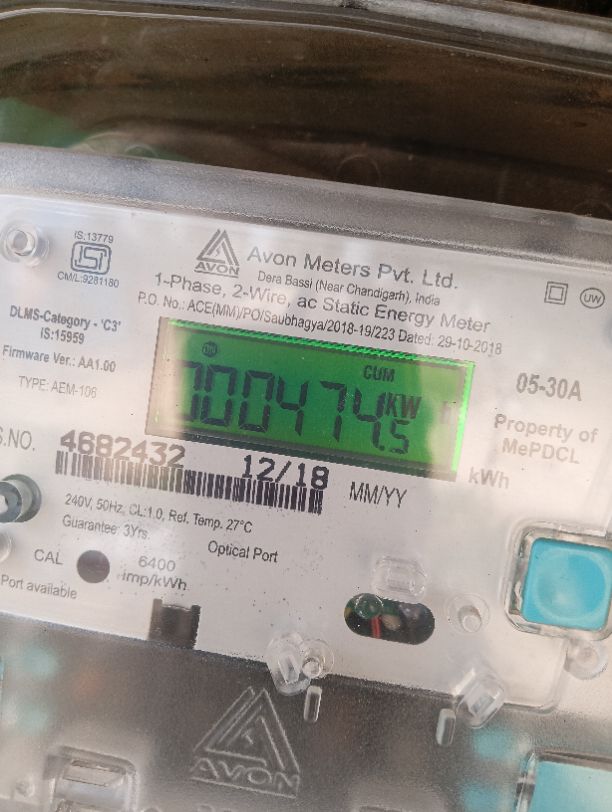 IS:13779
ISI
CM/L:9281180
AVON
Avon Meters Pvt. Ltd.
Dera Bassi (Near Chandigarh), India
1-Phase, 2-Wire, ac Static Energy Meter
P.O. No.: ACE(MM)/PO/Saubhagya/2018-19/223 Dated: 29-10-2018
UW
DLMS-Category - 'C3'
IS:15959
Firmware Ver.: AA1.00
TYPE: AEM-106
CUM
KW
05-30A
Property of
MePDCL
kWh
S.NO. 4682432 12/18 MM/YY
240V, 50Hz, CL:1.0, Ref. Temp. 27°C
Guarantee: 3Yrs.
Optical Port
CAL 6400
imp/kWh
Port available
AVON